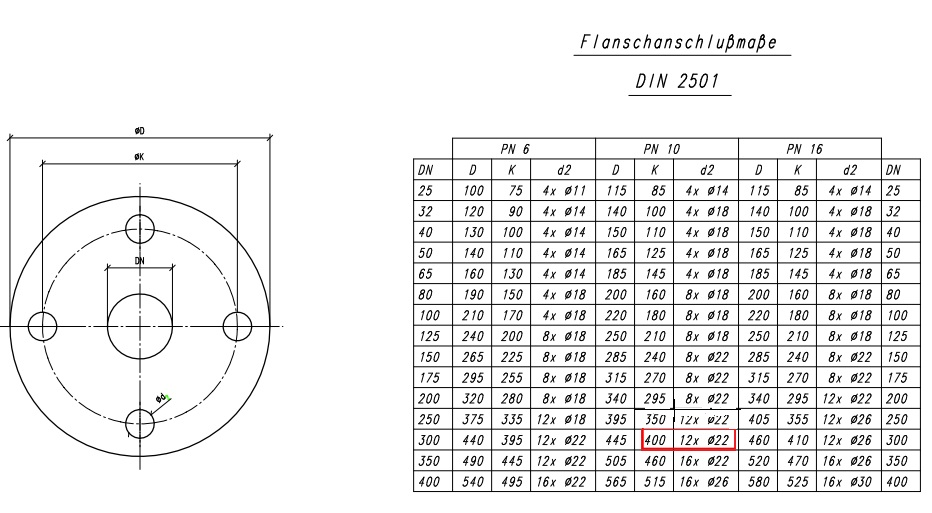 Flanschanschlußmaße
DIN 2501
ØD
ØK
DN
Ød2
PN 6 PN 10 PN 16
DN D K d2 D K d2 D K d2 DN
25 100 75 4x Ø11 115 85 4x Ø14 115 85 4x Ø14 25
32 120 90 4x Ø14 140 100 4x Ø18 140 100 4x Ø18 32
40 130 100 4x Ø14 150 110 4x Ø18 150 110 4x Ø18 40
50 140 110 4x Ø14 165 125 4x Ø18 165 125 4x Ø18 50
65 160 130 4x Ø14 185 145 4x Ø18 185 145 4x Ø18 65
80 190 150 4x Ø18 200 160 8x Ø18 200 160 8x Ø18 80
100 210 170 4x Ø18 220 180 8x Ø18 220 180 8x Ø18 100
125 240 200 8x Ø18 250 210 8x Ø18 250 210 8x Ø18 125
150 265 225 8x Ø18 285 240 8x Ø22 285 240 8x Ø22 150
175 295 255 8x Ø18 315 270 8x Ø22 315 270 8x Ø22 175
200 320 280 8x Ø18 340 295 8x Ø22 340 295 12x Ø22 200
250 375 335 12x Ø18 395 350 12x Ø22 405 355 12x Ø26 250
300 440 395 12x Ø22 445 400 12x Ø22 460 410 12x Ø26 300
350 490 445 12x Ø22 505 460 16x Ø22 520 470 16x Ø26 350
400 540 495 16x Ø22 565 515 16x Ø26 580 525 16x Ø30 400